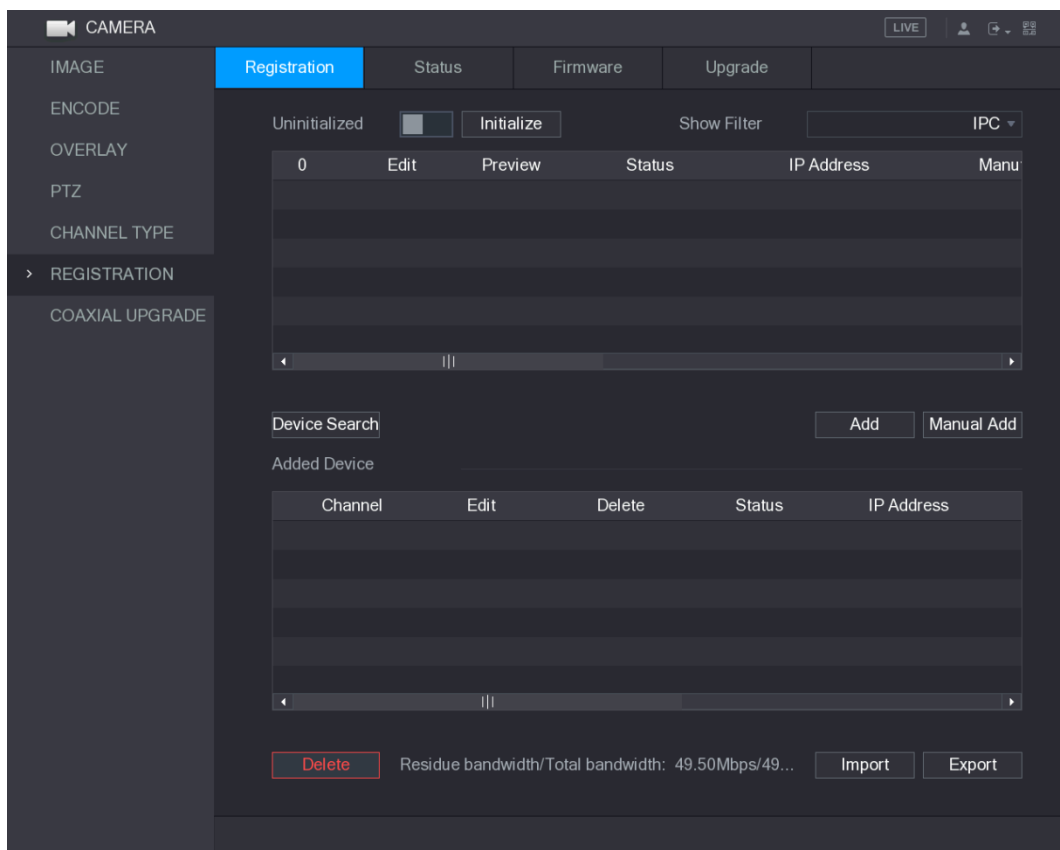 CAMERA
LIVE
IMAGE
ENCODE
OVERLAY
PTZ
CHANNEL TYPE
REGISTRATION
COAXIAL UPGRADE
Registration Status Firmware Upgrade
Uninitialized Initialize Show Filter IPC
0 Edit Preview Status IP Address Manu
Device Search Add Manual Add
Added Device
Channel Edit Delete Status IP Address
Delete Residue bandwidth/Total bandwidth: 49.50Mbps/49... Import Export